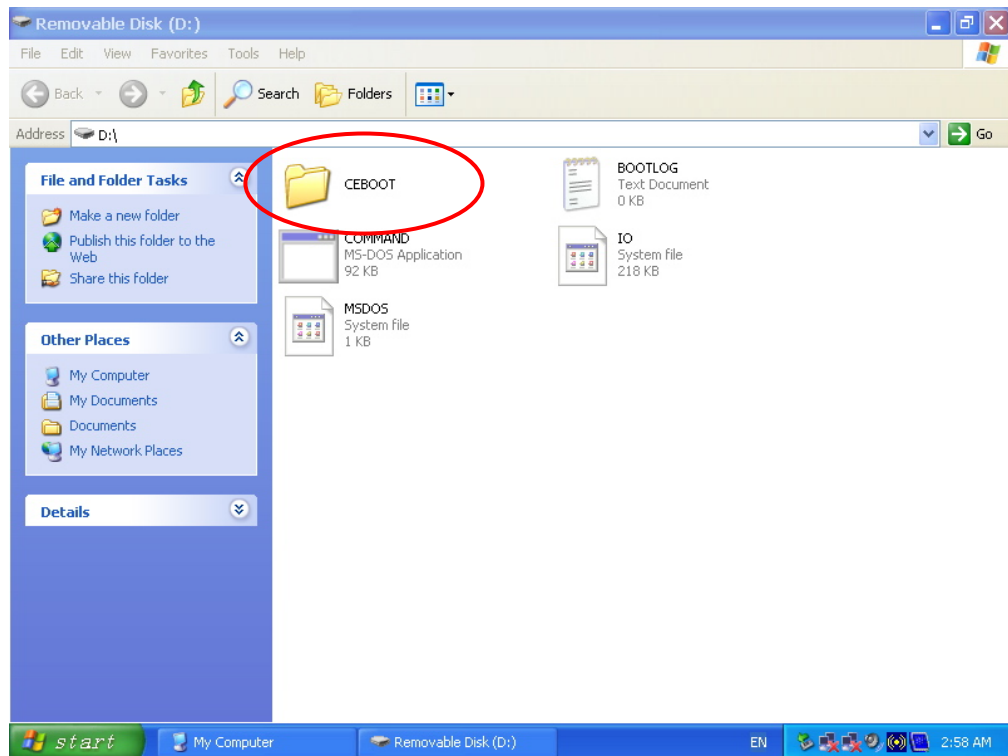 Removable Disk (D:)
File Edit View Favorites Tools Help
Back Search Folders
Address D:\ Go
File and Folder Tasks
Make a new folder
Publish this folder to the
Web
Share this folder
Other Places
My Computer
My Documents
Documents
My Network Places
Details
CEBOOT
BOOTLOG
Text Document
0 KB
COMMAND
MS-DOS Application
92 KB
IO
System file
218 KB
MSDOS
System file
1 KB
start My Computer Removable Disk (D:) EN 2:58 AM